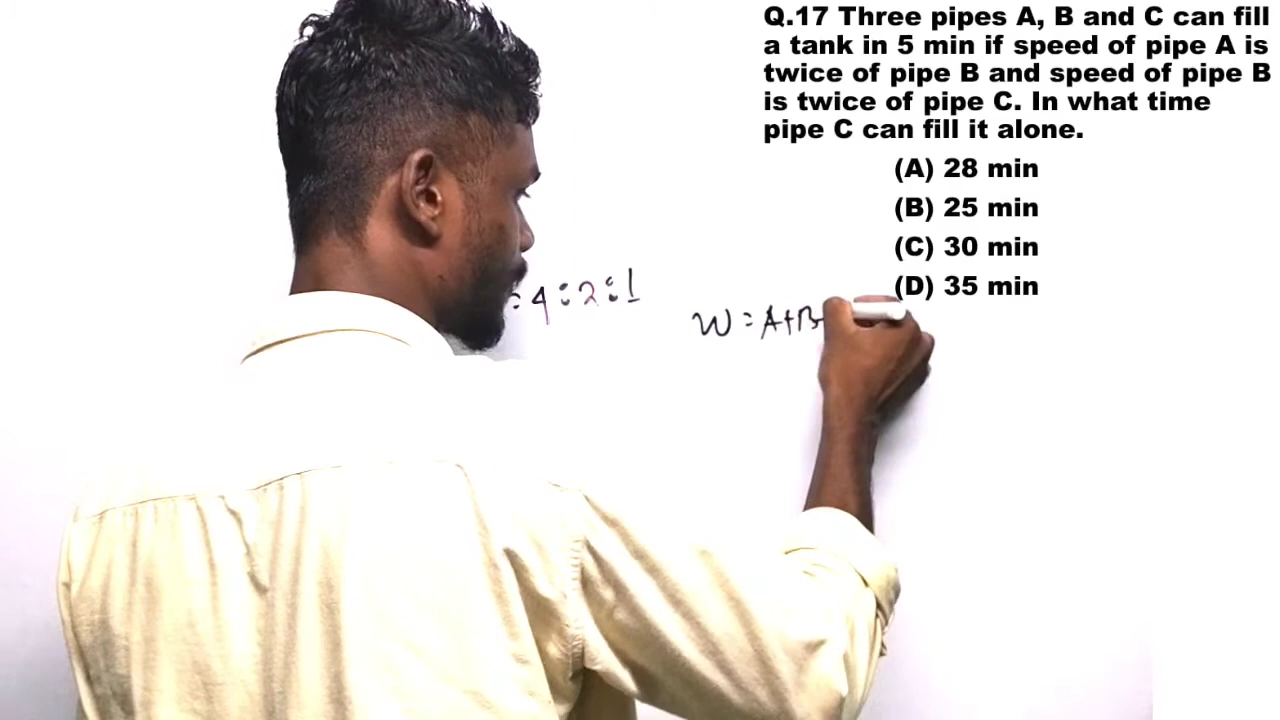 Q.17 Three pipes A, B and C can fill
a tank in 5 min if speed of pipe A is
twice of pipe B and speed of pipe B
is twice of pipe C. In what time
pipe C can fill it alone.
(A) 28 min
(B) 25 min
(C) 30 min
(D) 35 min
: 4 : 2 : 1
W = A+B